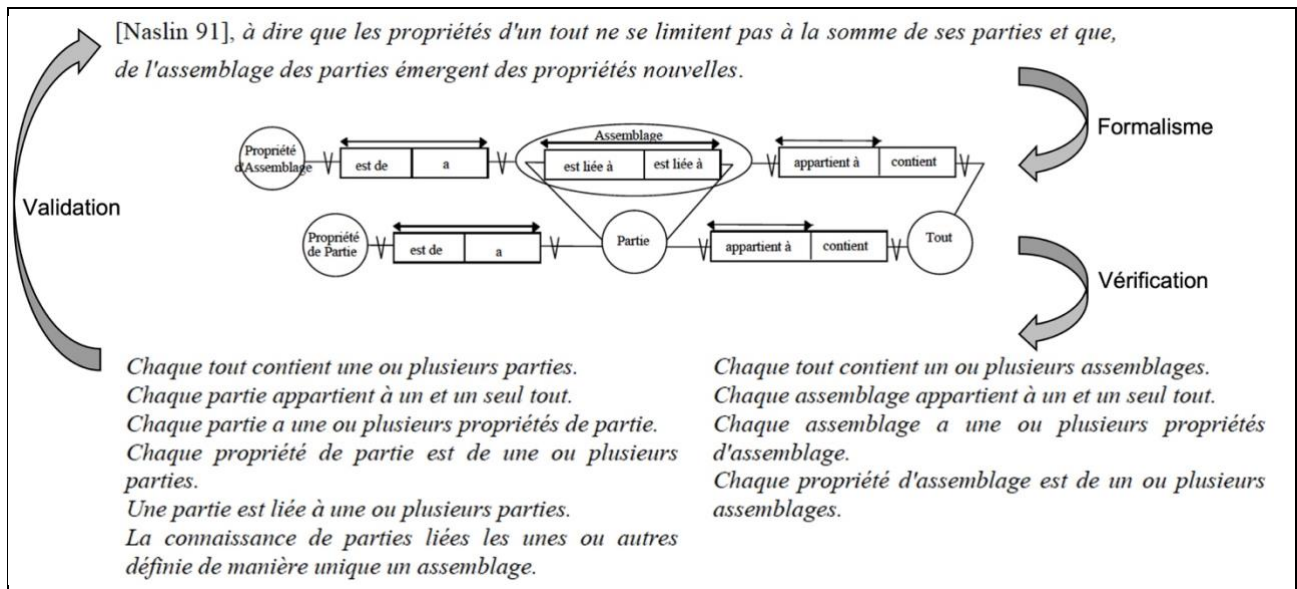 [Naslin 91], à dire que les propriétés d'un tout ne se limitent pas à la somme de ses parties et que,
de l'assemblage des parties émergent des propriétés nouvelles.
Formalisme
Assemblage
Propriété
d'Assemblage
est de
a
est liée à
est liée à
appartient à
contient
Validation
Propriété
de Partie
est de
a
Partie
appartient à
contient
Tout
Vérification
Chaque tout contient une ou plusieurs parties.
Chaque partie appartient à un et un seul tout.
Chaque partie a une ou plusieurs propriétés de partie.
Chaque propriété de partie est de une ou plusieurs
parties.
Une partie est liée à une ou plusieurs parties.
La connaissance de parties liées les unes ou autres
définie de manière unique un assemblage.
Chaque tout contient un ou plusieurs assemblages.
Chaque assemblage appartient à un et un seul tout.
Chaque assemblage a une ou plusieurs propriétés
d'assemblage.
Chaque propriété d'assemblage est de un ou plusieurs
assemblages.